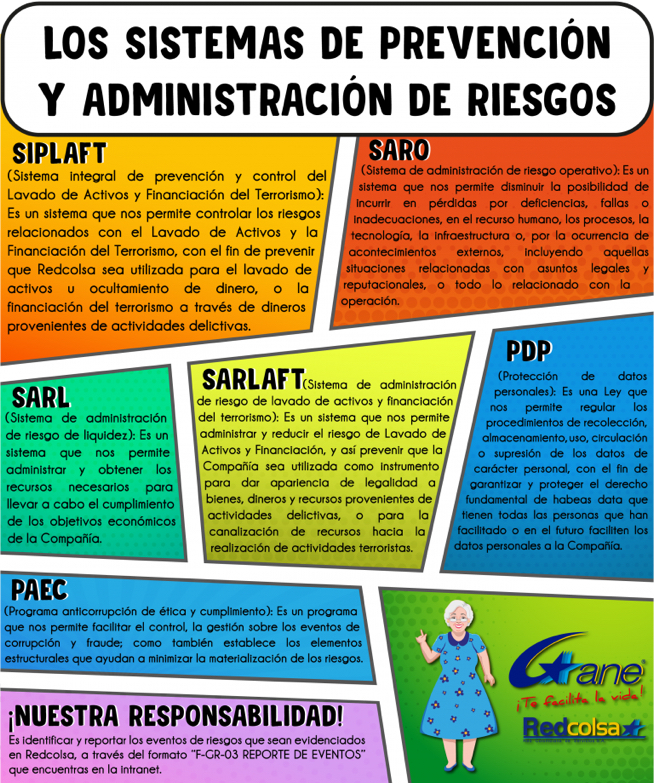 LOS SISTEMAS DE PREVENCIÓN
Y ADMINISTRACIÓN DE RIESGOS
SIPLAFT
(Sistema integral de prevención y control del
Lavado de Activos y Financiación del Terrorismo):
Es un sistema que nos permite controlar los riesgos
relacionados con el Lavado de Activos y la
Financiación del Terrorismo, con el fin de prevenir
que Redcolsa sea utilizada para el lavado de
activos u ocultamiento de dinero, o la
financiación del terrorismo a través de dineros
provenientes de actividades delictivas.
SARO
(Sistema de administración de riesgo operativo): Es un
sistema que nos permite disminuir la posibilidad de
incurrir en pérdidas por deficiencias, fallas o
inadecuaciones, en el recurso humano, los procesos, la
tecnología, la infraestructura o, por la ocurrencia de
acontecimientos externos, incluyendo aquellas
situaciones relacionadas con asuntos legales y
reputacionales, o todo lo relacionado con la
operación.
SARL
(Sistema de administración
de riesgo de liquidez): Es un
sistema que nos permite
administrar y obtener los
recursos necesarios para
llevar a cabo el cumplimiento
de los objetivos económicos
de la Compañía.
SARLAFT(Sistema de administración
de riesgo de lavado de activos y financiación
del terrorismo): Es un sistema que nos permite
administrar y reducir el riesgo de Lavado de
Activos y Financiación, y así prevenir que la
Compañía sea utilizada como instrumento
para dar apariencia de legalidad a
bienes, dineros y recursos provenientes de
actividades delictivas, o para la
canalización de recursos hacia la
realización de actividades terroristas.
PDP
(Protección de datos
personales): Es una Ley que
nos permite regular los
procedimientos de recolección,
almacenamiento, uso, circulación
o supresión de los datos de
carácter personal, con el fin de
garantizar y proteger el derecho
fundamental de habeas data que
tienen todas las personas que han
facilitado o en el futuro faciliten los
datos personales a la Compañía.
PAEC
(Programa anticorrupción de ética y cumplimiento): Es un programa
que nos permite facilitar el control, la gestión sobre los eventos de
corrupción y fraude; como también establece los elementos
estructurales que ayudan a minimizar la materialización de los riesgos.
¡NUESTRA RESPONSABILIDAD!
Es identificar y reportar los eventos de riesgos que sean evidenciados
en Redcolsa, a través del formato "F-GR-03 REPORTE DE EVENTOS"
que encuentras en la intranet.
Gane
¡Te facilita la vida!
Redcolsa